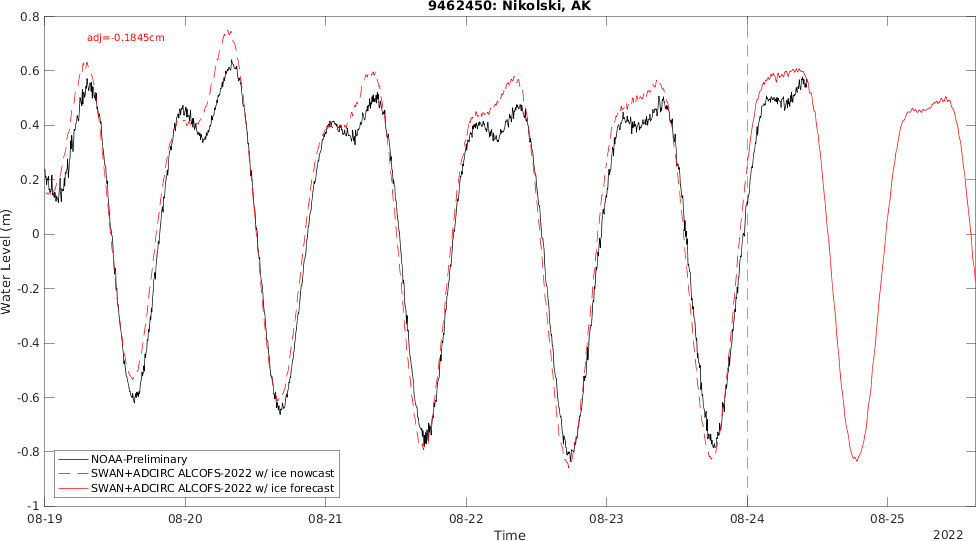 9462450: Nikolski, AK
adj=-0.1845cm
Water Level (m)
0.8
0.6
0.4
0.2
0
-0.2
-0.4
-0.6
-0.8
-1
NOAA-Preliminary
SWAN+ADCIRC ALCOFS-2022 w/ ice nowcast
SWAN+ADCIRC ALCOFS-2022 w/ ice forecast
08-19 08-20 08-21 08-22 08-23 08-24 08-25
Time
2022